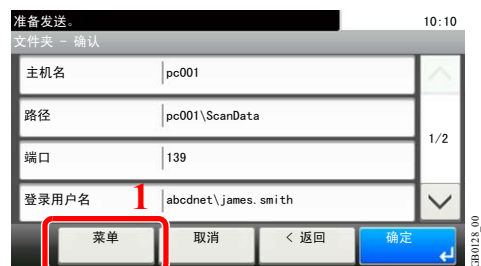 准备发送。 10:10
文件夹 - 确认
主机名 pc001
路径 pc001\ScanData
1/2
端口 139
登录用户名 1 abcdnet\james.smith
菜单 取消 < 返回 确定
GB0128_00